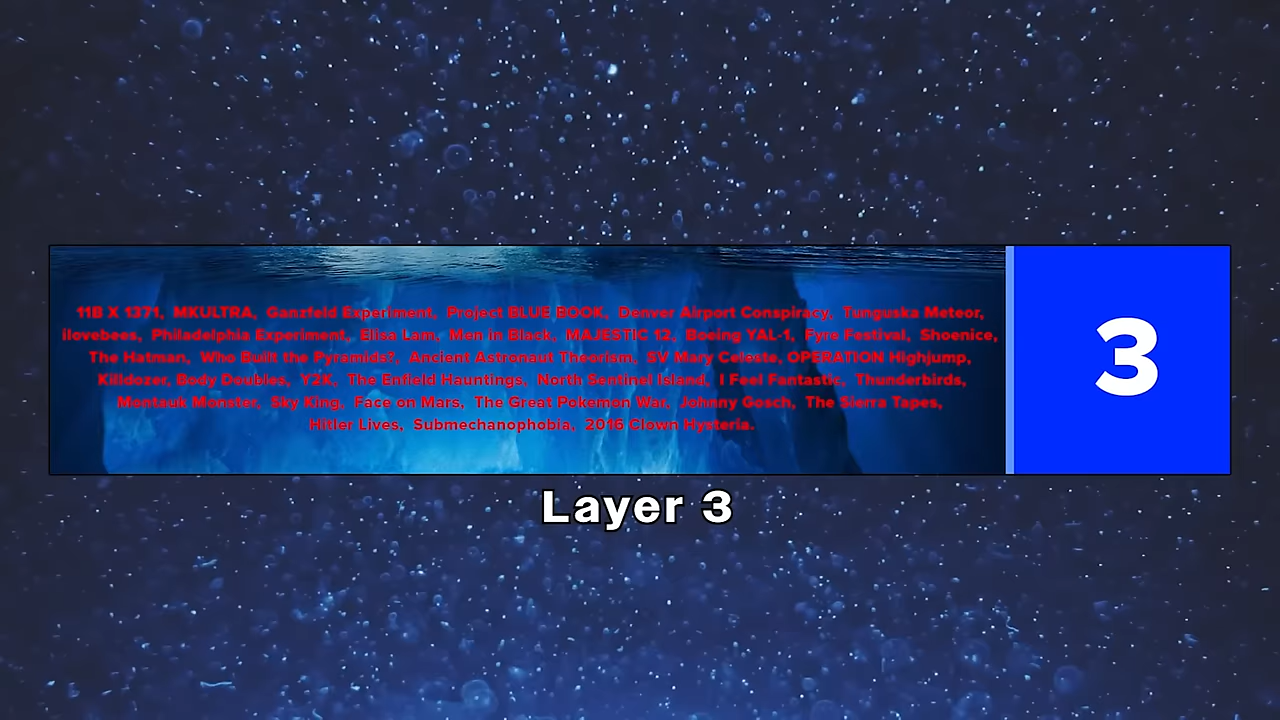 11B X 1371, MKULTRA, Ganzfeld Experiment, Project BLUE BOOK, Denver Airport Conspiracy, Tunguska Meteor,
ilovebees, Philadelphia Experiment, Elisa Lam, Men in Black, MAJESTIC 12, Boeing YAL-1, Fyre Festival, Shoenice,
The Hatman, Who Built the Pyramids?, Ancient Astronaut Theorism, SV Mary Celeste, OPERATION Highjump,
Killdozer, Body Doubles, Y2K, The Enfield Hauntings, North Sentinel Island, I Feel Fantastic, Thunderbirds,
Montauk Monster, Sky King, Face on Mars, The Great Pokemon War, Johnny Gosch, The Sierra Tapes,
Hitler Lives, Submechanophobia, 2016 Clown Hysteria.
3
Layer 3